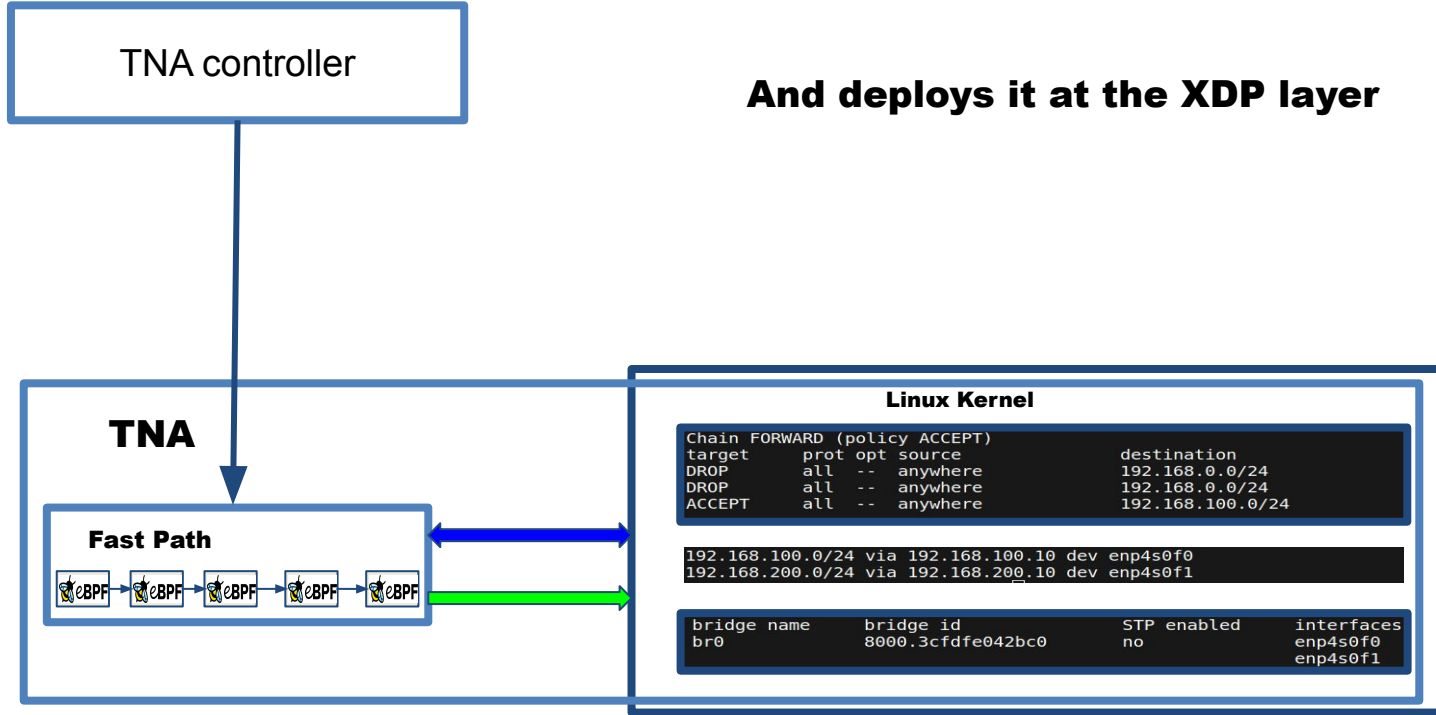 TNA controller
And deploys it at the XDP layer
TNA
Fast Path
eBPF eBPF eBPF eBPF eBPF
Linux Kernel
Chain FORWARD (policy ACCEPT)
target prot opt source destination
DROP all -- anywhere 192.168.0.0/24
DROP all -- anywhere 192.168.0.0/24
ACCEPT all -- anywhere 192.168.100.0/24
192.168.100.0/24 via 192.168.100.10 dev enp4s0f0
192.168.200.0/24 via 192.168.200.10 dev enp4s0f1
bridge name bridge id STP enabled interfaces
br0 8000.3cfdfe042bc0 no enp4s0f0
enp4s0f1